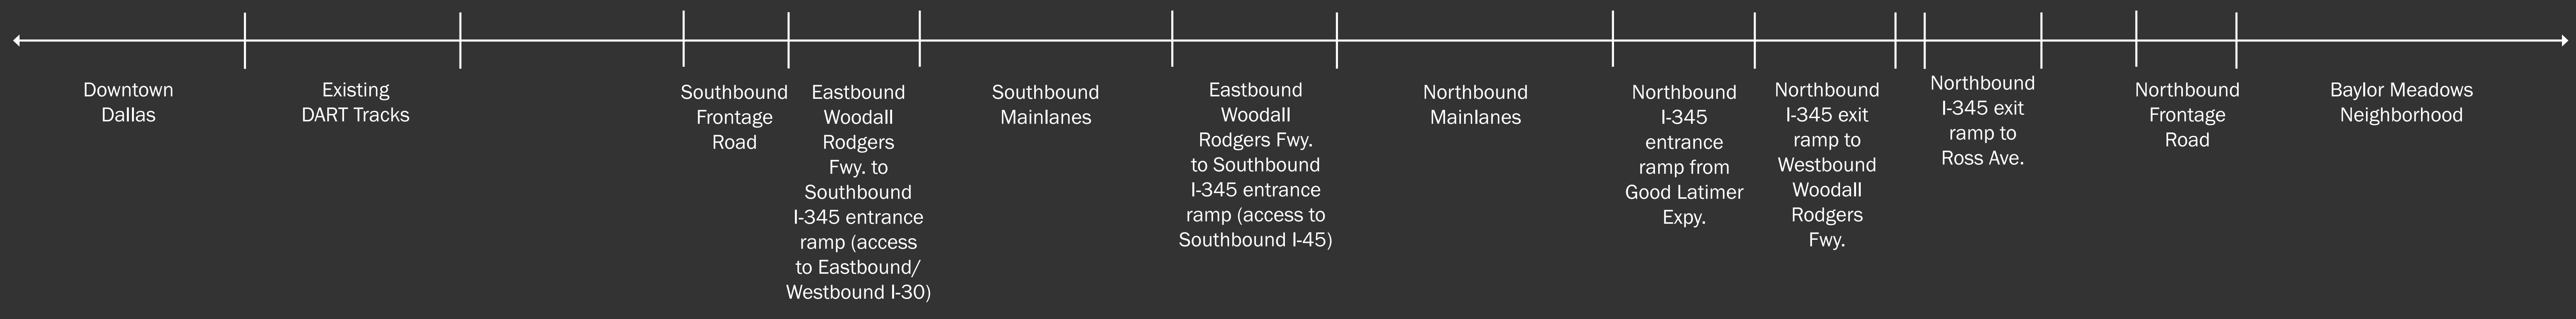 Downtown
Dallas
Existing
DART Tracks
Southbound
Frontage
Road
Eastbound
Woodall
Rodgers
Fwy. to
Southbound
I-345 entrance
ramp (access
to Eastbound/
Westbound I-30)
Southbound
Mainlanes
Eastbound
Woodall
Rodgers Fwy.
to Southbound
I-345 entrance
ramp (access to
Southbound I-45)
Northbound
Mainlanes
Northbound
I-345
entrance
ramp from
Good Latimer
Expy.
Northbound
I-345 exit
ramp to
Westbound
Woodall
Rodgers
Fwy.
Northbound
I-345 exit
ramp to
Ross Ave.
Northbound
Frontage
Road
Baylor Meadows
Neighborhood